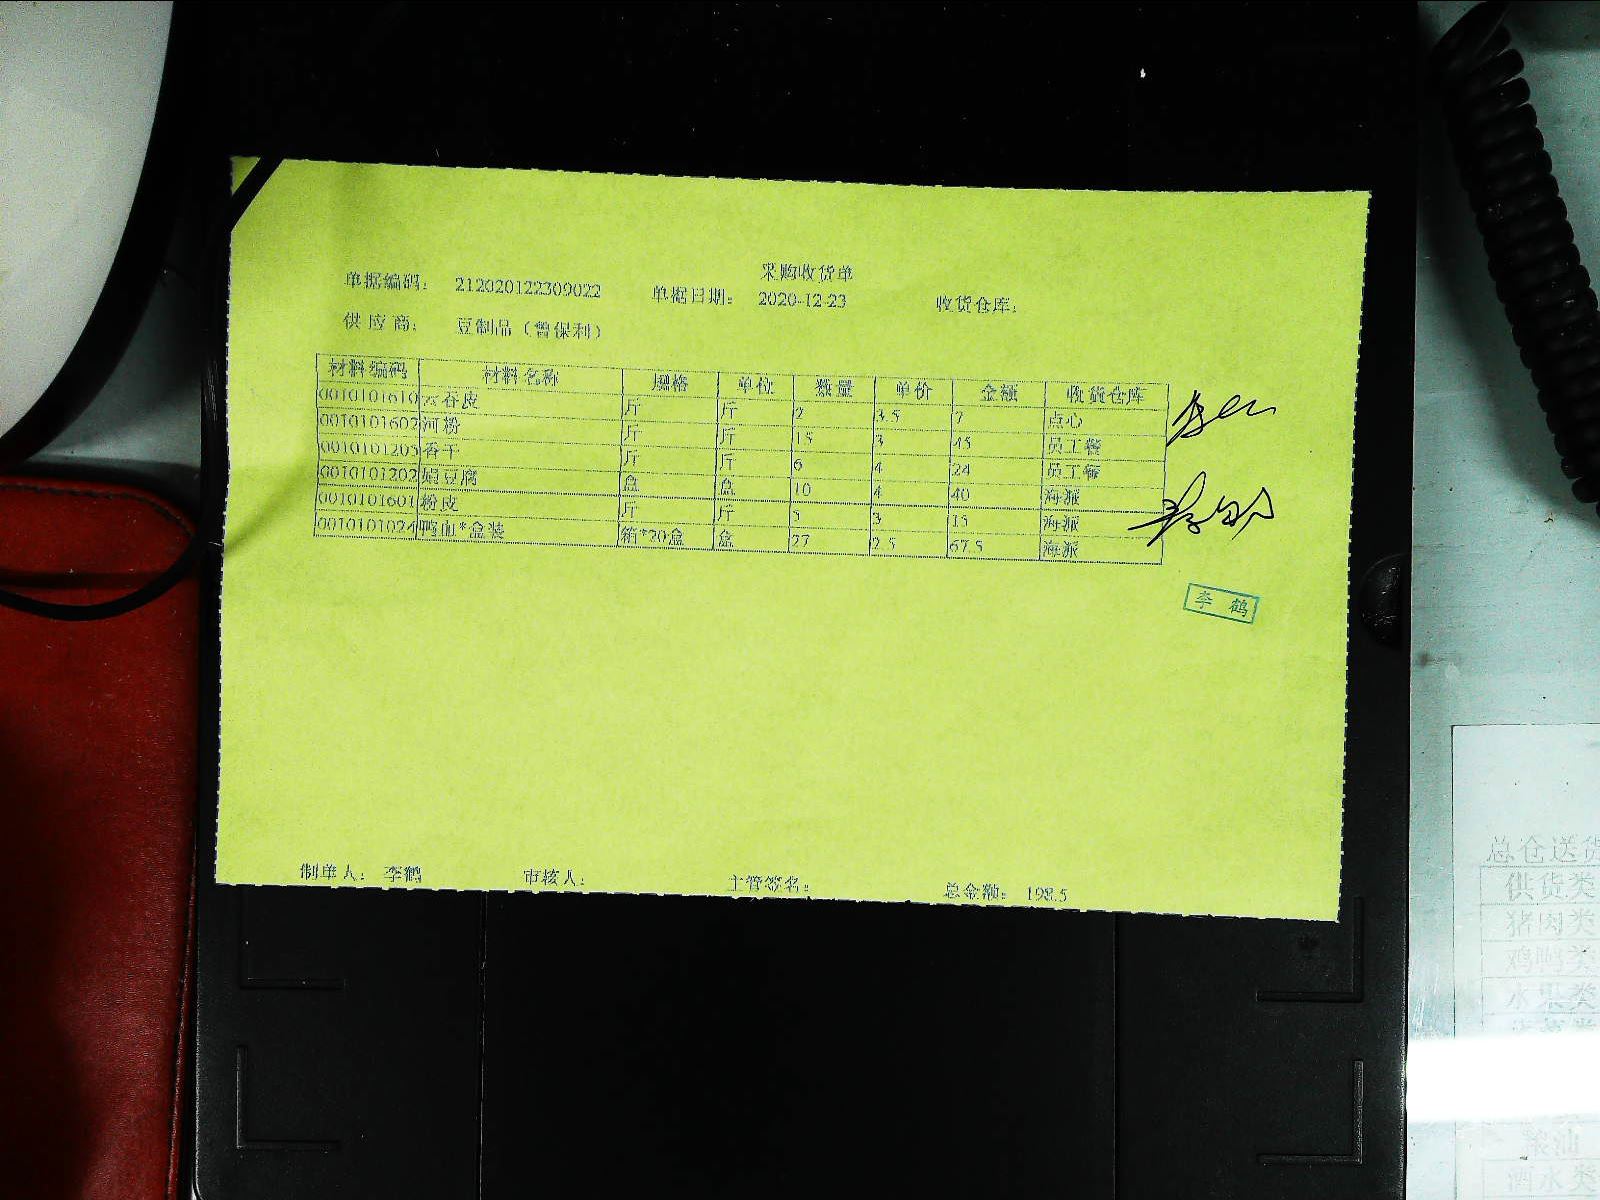 采购收货单
单据编码： 212020122309022 单据日期： 2020-12-23 收货仓库：
供 应 商： 豆制品（曾保利）
材料编码 材料名称 规格 单位 数量 单价 金额 收货仓库
0010101610 云吞皮 斤 斤 2 3.5 7 点心
0010101602 河粉 斤 斤 15 3 45 员工餐
0010101205 香干 斤 斤 6 4 24 员工餐
0010101202 娟豆腐 盒 盒 10 4 40 海派
0010101601 粉皮 斤 斤 5 3 15 海派
0010101024 鸭血*盒装 箱*20盒 盒 27 2.5 67.5 海派
李 鹤
制单人： 李鹤 审核人： 主管签名： 总金额： 198.5
总仓送货
供货类
猪肉类
鸡鸭类
水果类
粮油
酒水类